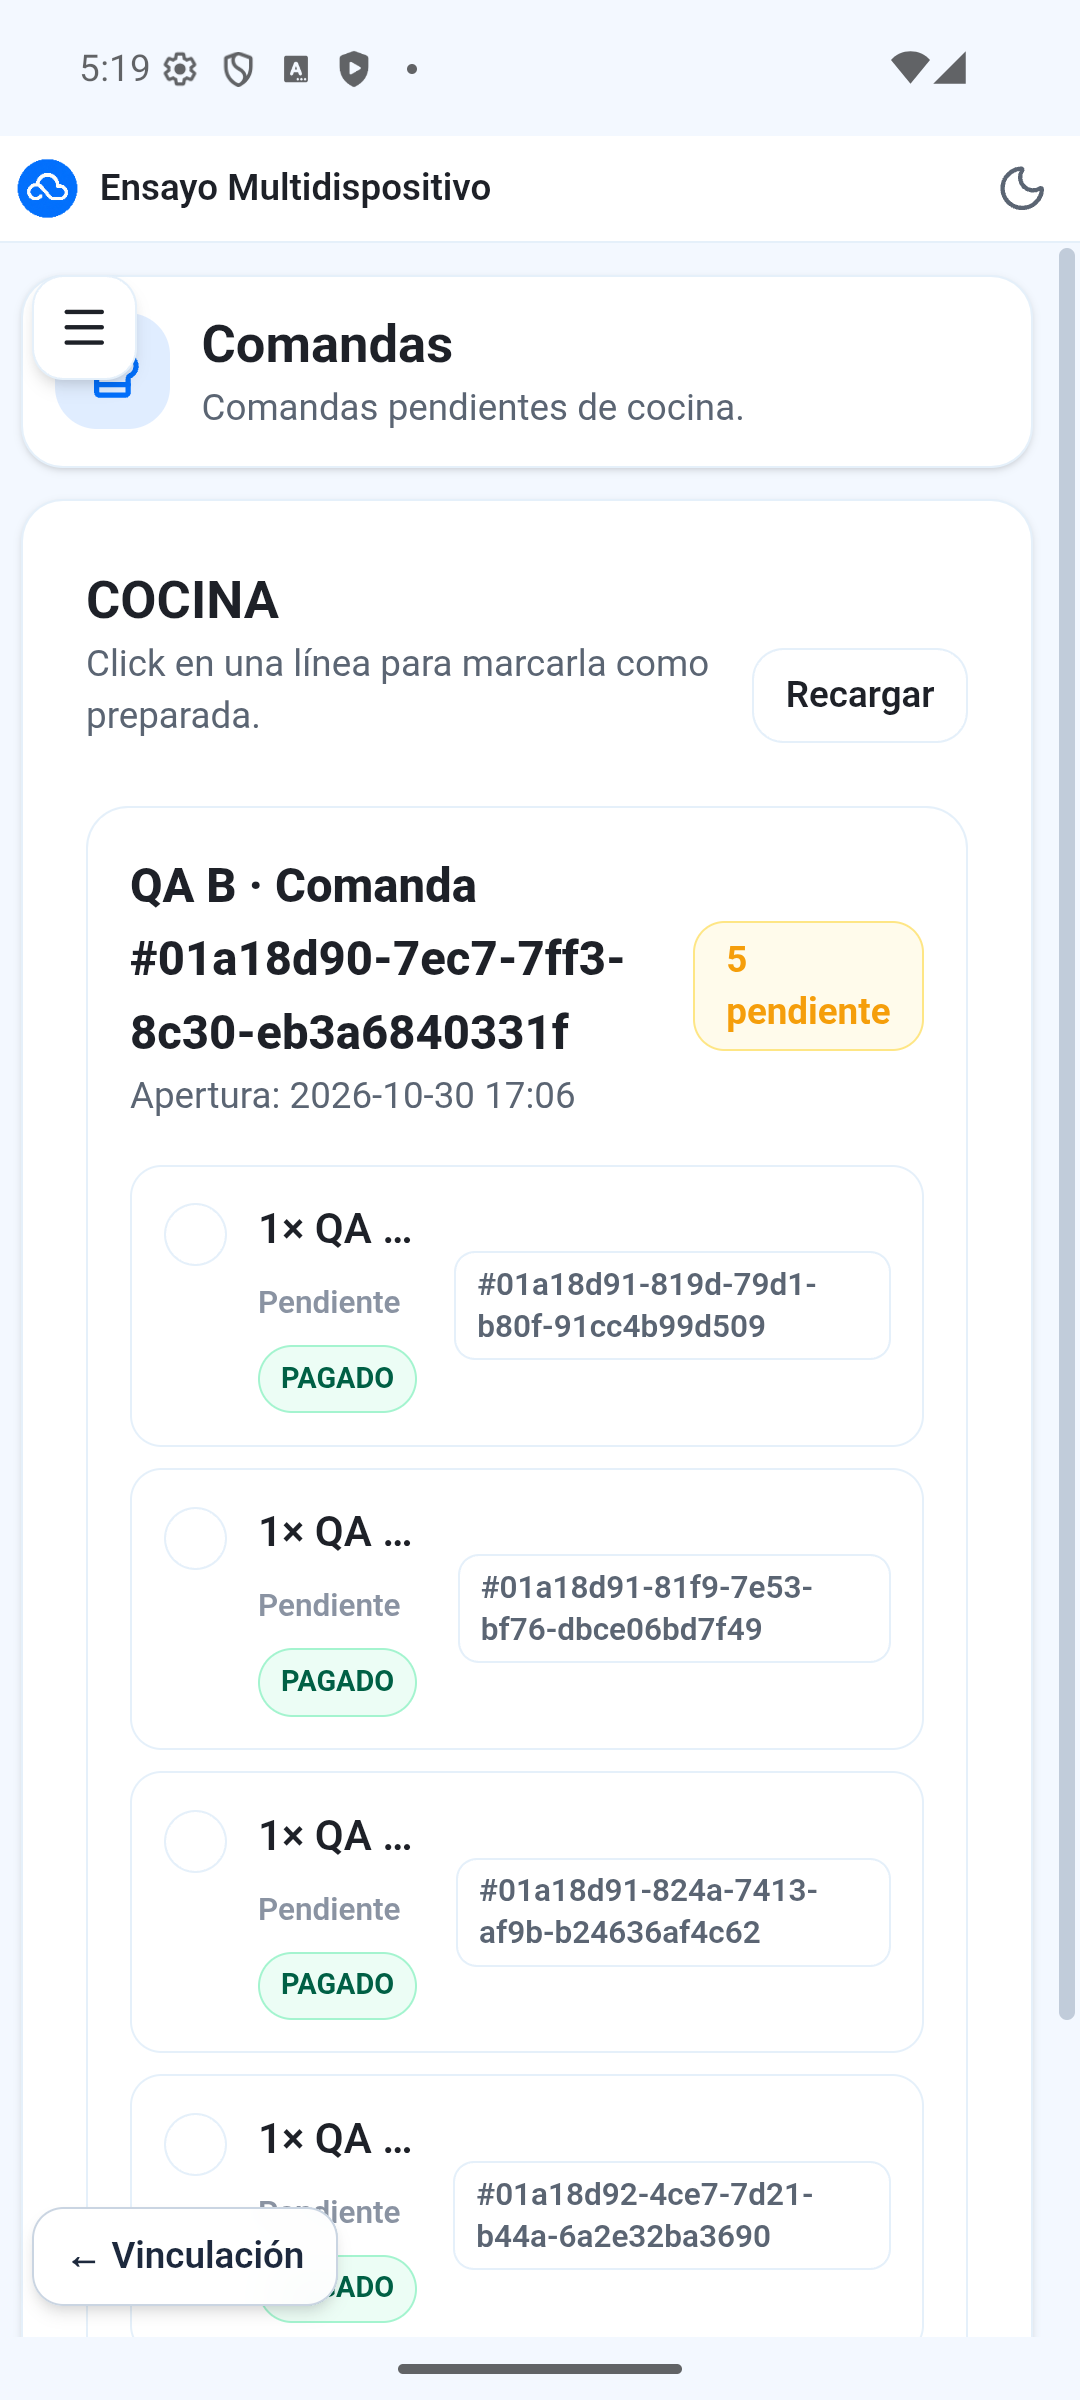 5:19
Ensayo Multidispositivo
Comandas
Comandas pendientes de cocina.
COCINA
Click en una línea para marcarla como
preparada.
Recargar
QA B · Comanda
#01a18d90-7ec7-7ff3-
8c30-eb3a6840331f
5
pendiente
Apertura: 2026-10-30 17:06
1× QA ...
Pendiente
PAGADO
#01a18d91-819d-79d1-
b80f-91cc4b99d509
1× QA ...
Pendiente
PAGADO
#01a18d91-81f9-7e53-
bf76-dbce06bd7f49
1× QA ...
Pendiente
PAGADO
#01a18d91-824a-7413-
af9b-b24636af4c62
1× QA ...
#01a18d92-4ce7-7d21-
b44a-6a2e32ba3690
← Vinculación